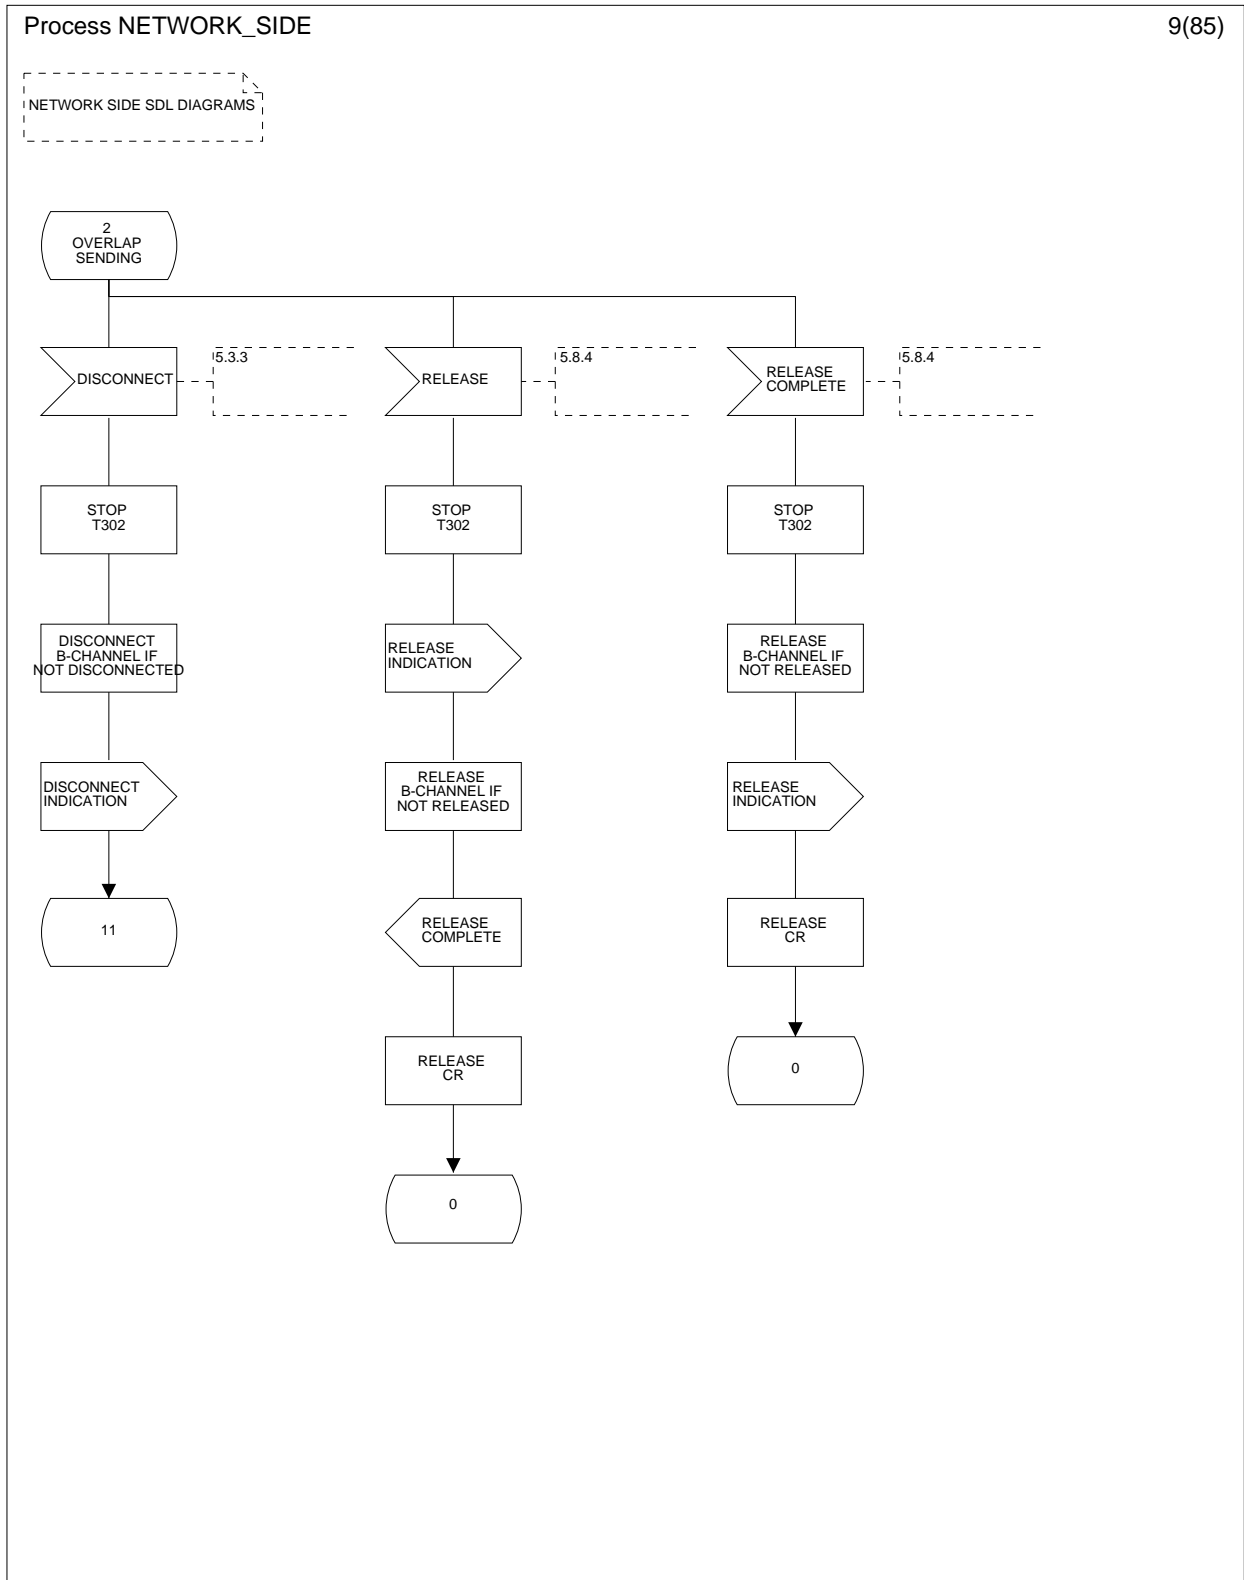 Process NETWORK_SIDE
9(85)
NETWORK SIDE SDL DIAGRAMS
2
OVERLAP
SENDING
DISCONNECT
5.3.3
RELEASE
5.8.4
RELEASE
COMPLETE
5.8.4
STOP
T302
STOP
T302
STOP
T302
DISCONNECT
B-CHANNEL IF
NOT DISCONNECTED
RELEASE
INDICATION
RELEASE
B-CHANNEL IF
NOT RELEASED
DISCONNECT
INDICATION
RELEASE
B-CHANNEL IF
NOT RELEASED
RELEASE
INDICATION
11
RELEASE
COMPLETE
RELEASE
CR
RELEASE
CR
0
0